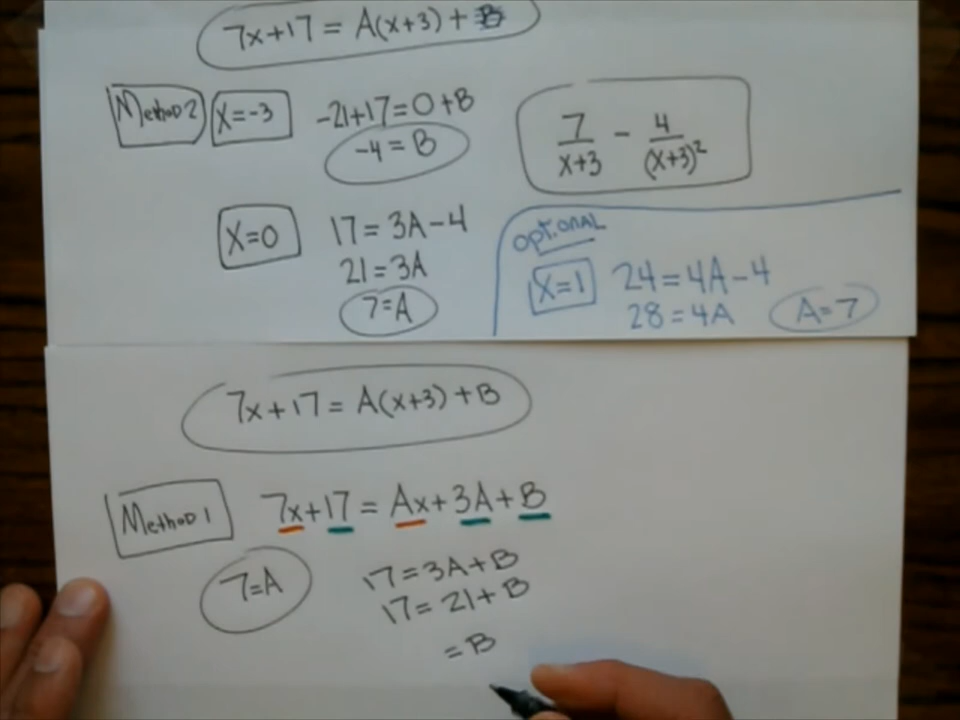 7x+17 = A(x+3) + B
Method 2
X=-3
-21+17=0+B
-4 = B
7/(x+3) - 4/(x+3)²
X=0
17 = 3A-4
21=3A
7=A
OPTIONAL
X=1
24=4A-4
28=4A
A=7
7x+17= A(x+3) + B
Method 1
7x+17 = Ax+3A+B
7=A
17=3A+B
17= 21+B
=B